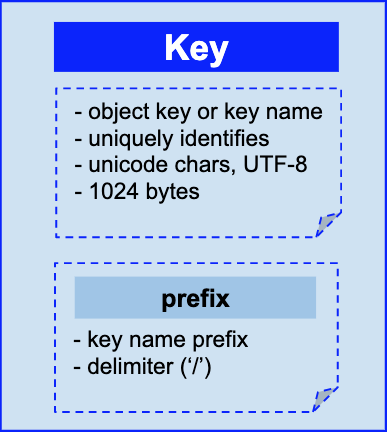 Key
- object key or key name
- uniquely identifies
- unicode chars, UTF-8
- 1024 bytes
prefix
- key name prefix
- delimiter (‘/’)